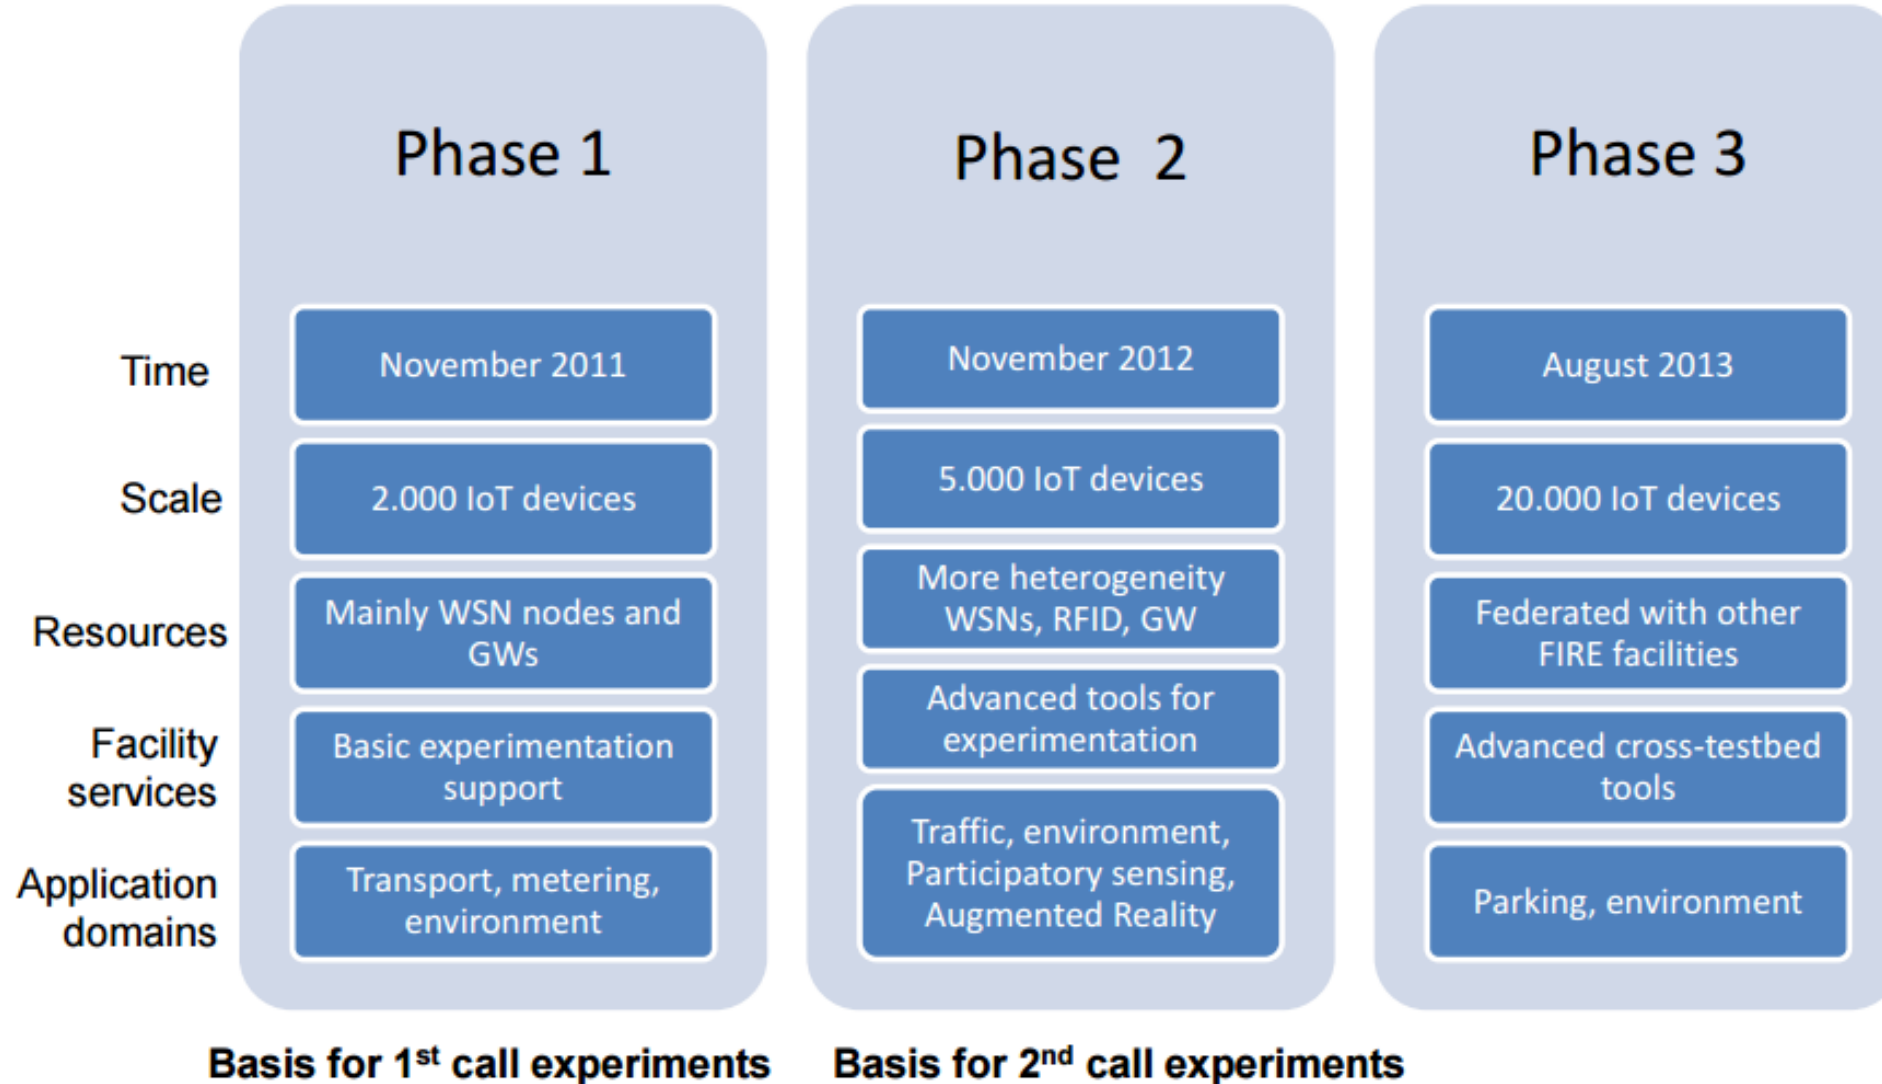 Phase 1
Phase 2
Phase 3
Time
November 2011
November 2012
August 2013
Scale
2.000 IoT devices
5.000 IoT devices
20.000 IoT devices
Resources
Mainly WSN nodes and
GWs
More heterogeneity
WSNs, RFID, GW
Federated with other
FIRE facilities
Facility
services
Basic experimentation
support
Advanced tools for
experimentation
Advanced cross-testbed
tools
Application
domains
Transport, metering,
environment
Traffic, environment,
Participatory sensing,
Augmented Reality
Parking, environment
Basis for 1st call experiments
Basis for 2nd call experiments